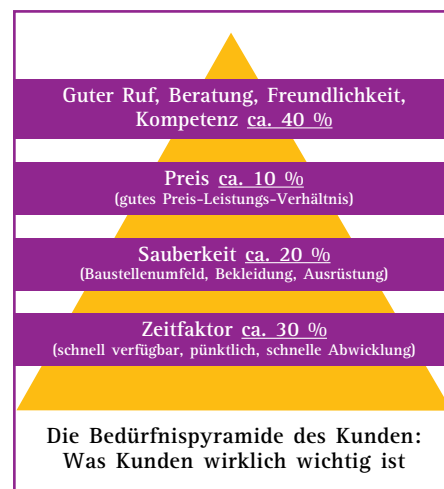 Guter Ruf, Beratung, Freundlichkeit,
Kompetenz ca. 40 %
Preis ca. 10 %
(gutes Preis-Leistungs-Verhältnis)
Sauberkeit ca. 20 %
(Baustellenumfeld, Bekleidung, Ausrüstung)
Zeitfaktor ca. 30 %
(schnell verfügbar, pünktlich, schnelle Abwicklung)
Die Bedürfnispyramide des Kunden:
Was Kunden wirklich wichtig ist